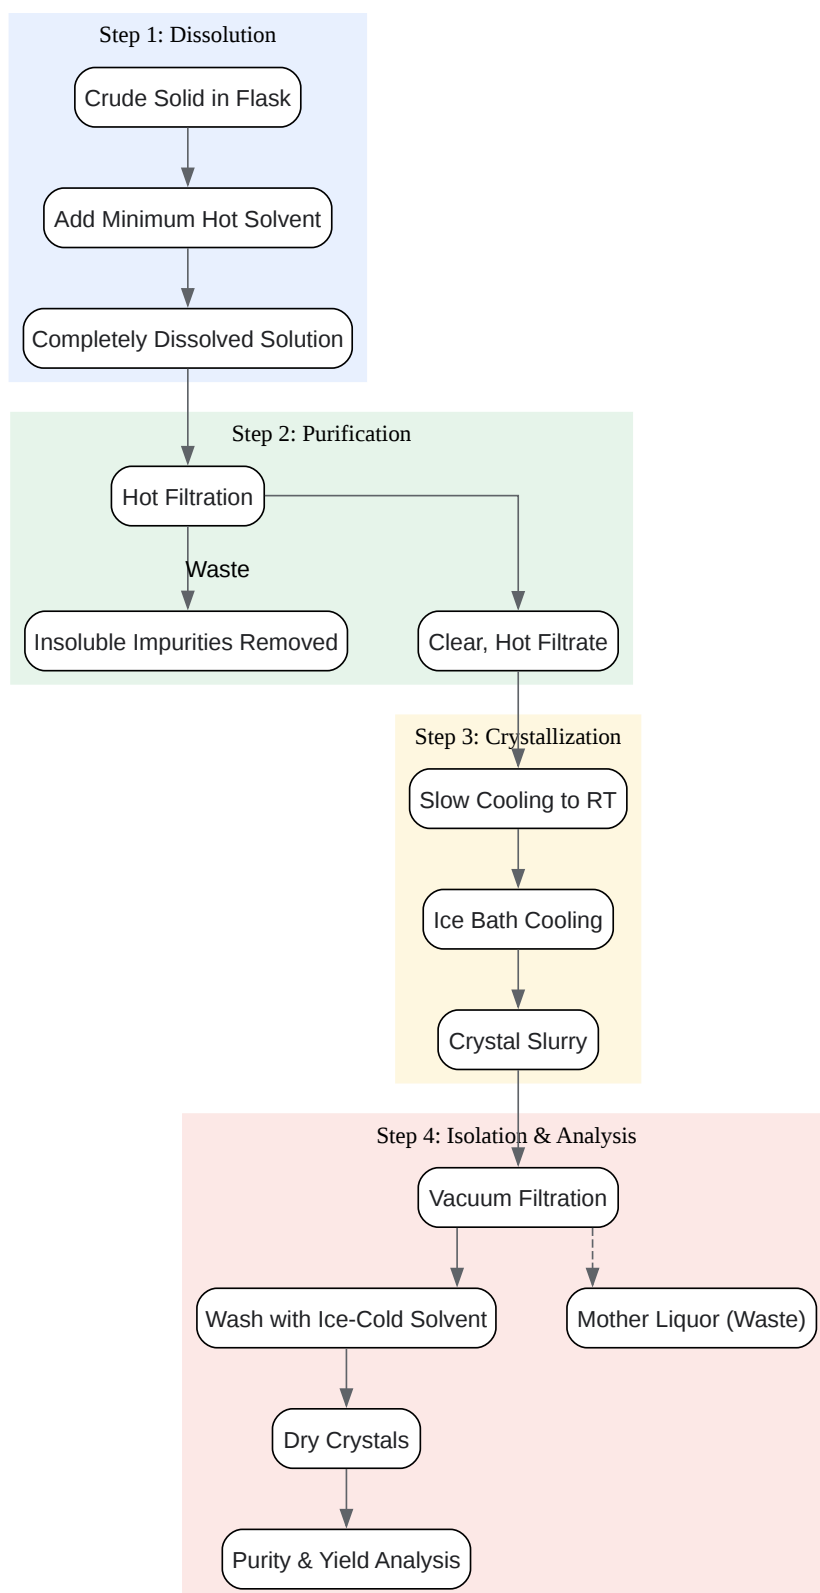 Step 1: Dissolution
Crude Solid in Flask
Add Minimum Hot Solvent
Completely Dissolved Solution
Step 2: Purification
Hot Filtration
Waste
Insoluble Impurities Removed
Clear, Hot Filtrate
Step 3: Crystallization
Slow Cooling to RT
Ice Bath Cooling
Crystal Slurry
Step 4: Isolation & Analysis
Vacuum Filtration
Wash with Ice-Cold Solvent
Mother Liquor (Waste)
Dry Crystals
Purity & Yield Analysis